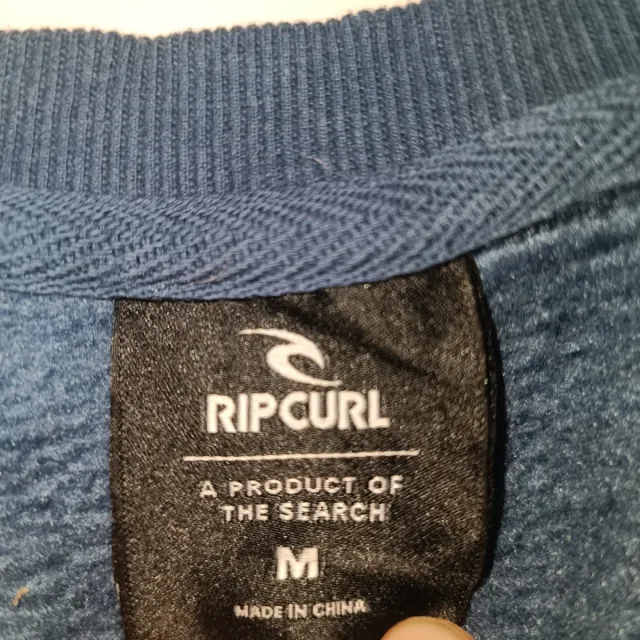 RIPCURL
A PRODUCT OF
THE SEARCH
M
MADE IN CHINA